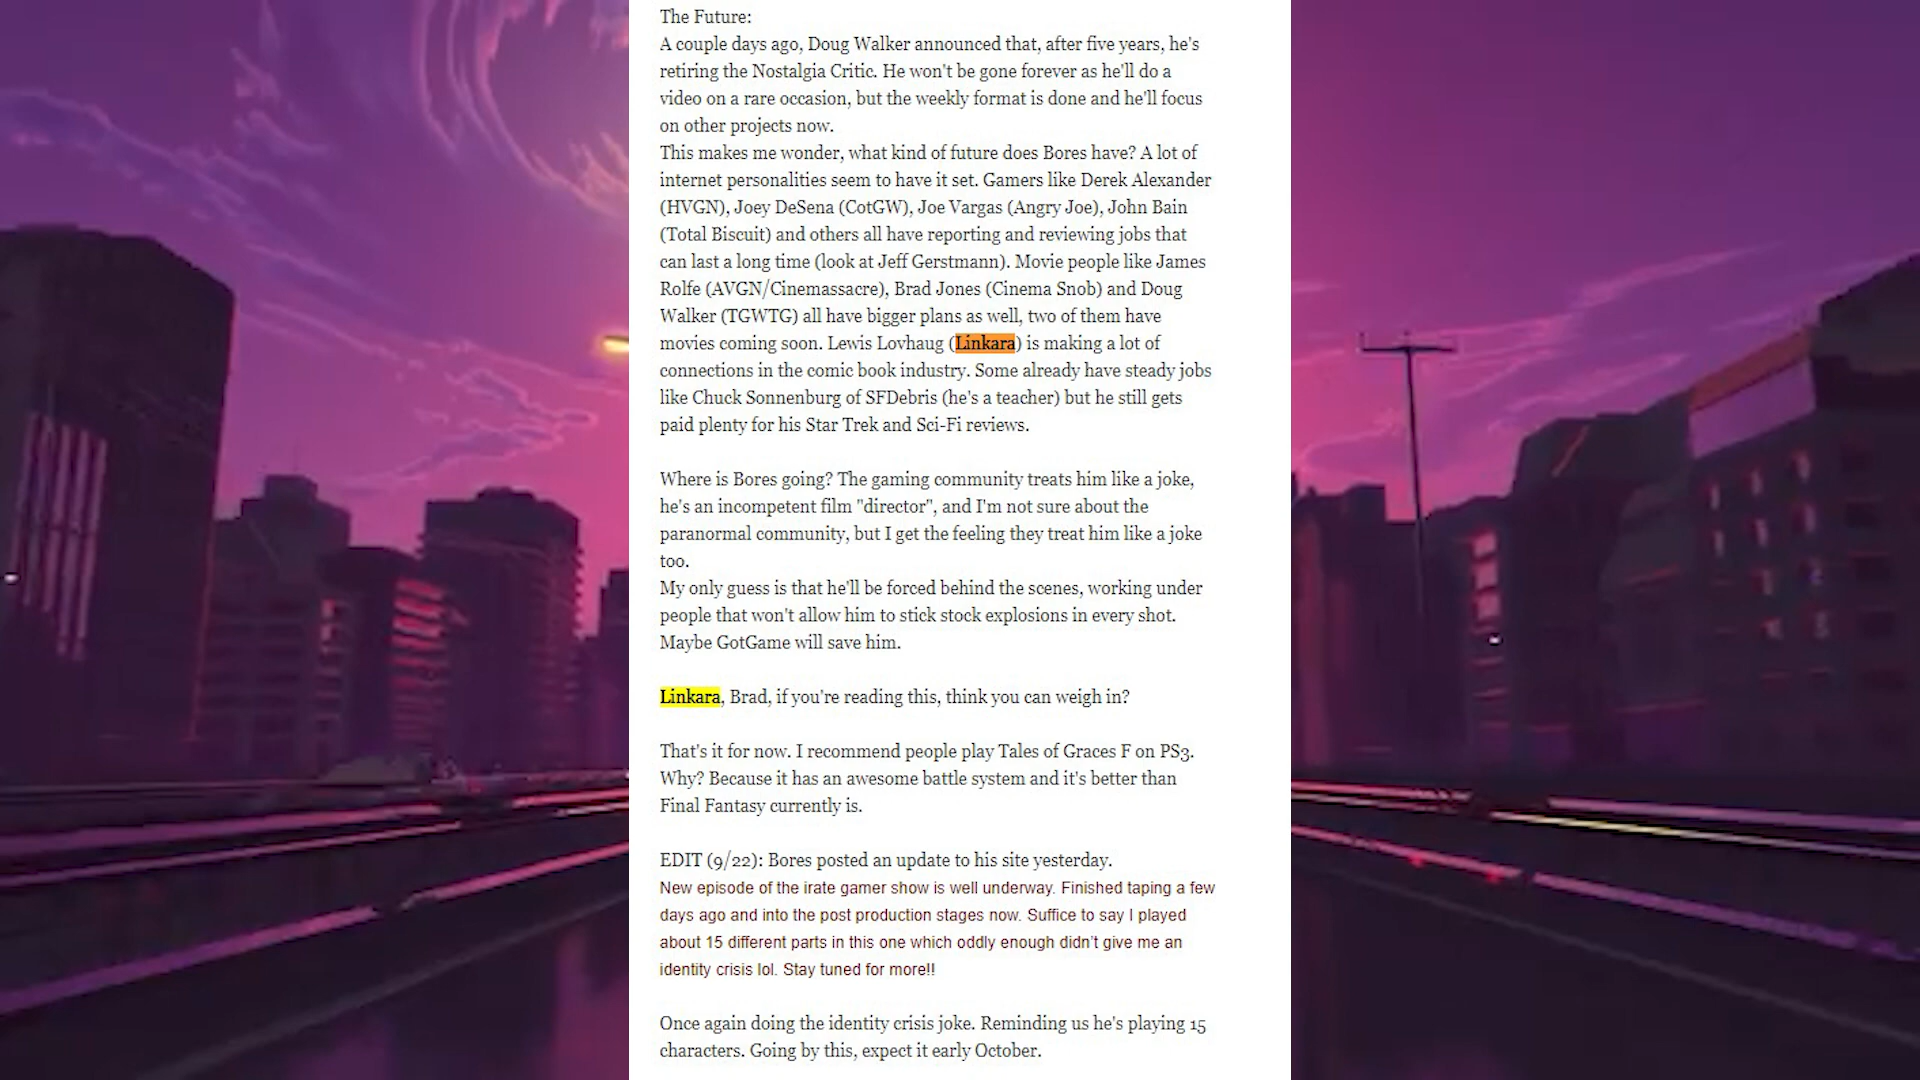 The Future:
A couple days ago, Doug Walker announced that, after five years, he's
retiring the Nostalgia Critic. He won't be gone forever as he'll do a
video on a rare occasion, but the weekly format is done and he'll focus
on other projects now.
This makes me wonder, what kind of future does Bores have? A lot of
internet personalities seem to have it set. Gamers like Derek Alexander
(HVGN), Joey DeSena (CotGW), Joe Vargas (Angry Joe), John Bain
(Total Biscuit) and others all have reporting and reviewing jobs that
can last a long time (look at Jeff Gerstmann). Movie people like James
Rolfe (AVGN/Cinemassacre), Brad Jones (Cinema Snob) and Doug
Walker (TGWTG) all have bigger plans as well, two of them have
movies coming soon. Lewis Lovhaug (Linkara) is making a lot of
connections in the comic book industry. Some already have steady jobs
like Chuck Sonnenburg of SFDebris (he's a teacher) but he still gets
paid plenty for his Star Trek and Sci-Fi reviews.
Where is Bores going? The gaming community treats him like a joke,
he's an incompetent film "director", and I'm not sure about the
paranormal community, but I get the feeling they treat him like a joke
too.
My only guess is that he'll be forced behind the scenes, working under
people that won't allow him to stick stock explosions in every shot.
Maybe GotGame will save him.
Linkara, Brad, if you're reading this, think you can weigh in?
That's it for now. I recommend people play Tales of Graces F on PS3.
Why? Because it has an awesome battle system and it's better than
Final Fantasy currently is.
EDIT (9/22): Bores posted an update to his site yesterday.
New episode of the irate gamer show is well underway. Finished taping a few
days ago and into the post production stages now. Suffice to say I played
about 15 different parts in this one which oddly enough didn't give me an
identity crisis lol. Stay tuned for more!!
Once again doing the identity crisis joke. Reminding us he's playing 15
characters. Going by this, expect it early October.